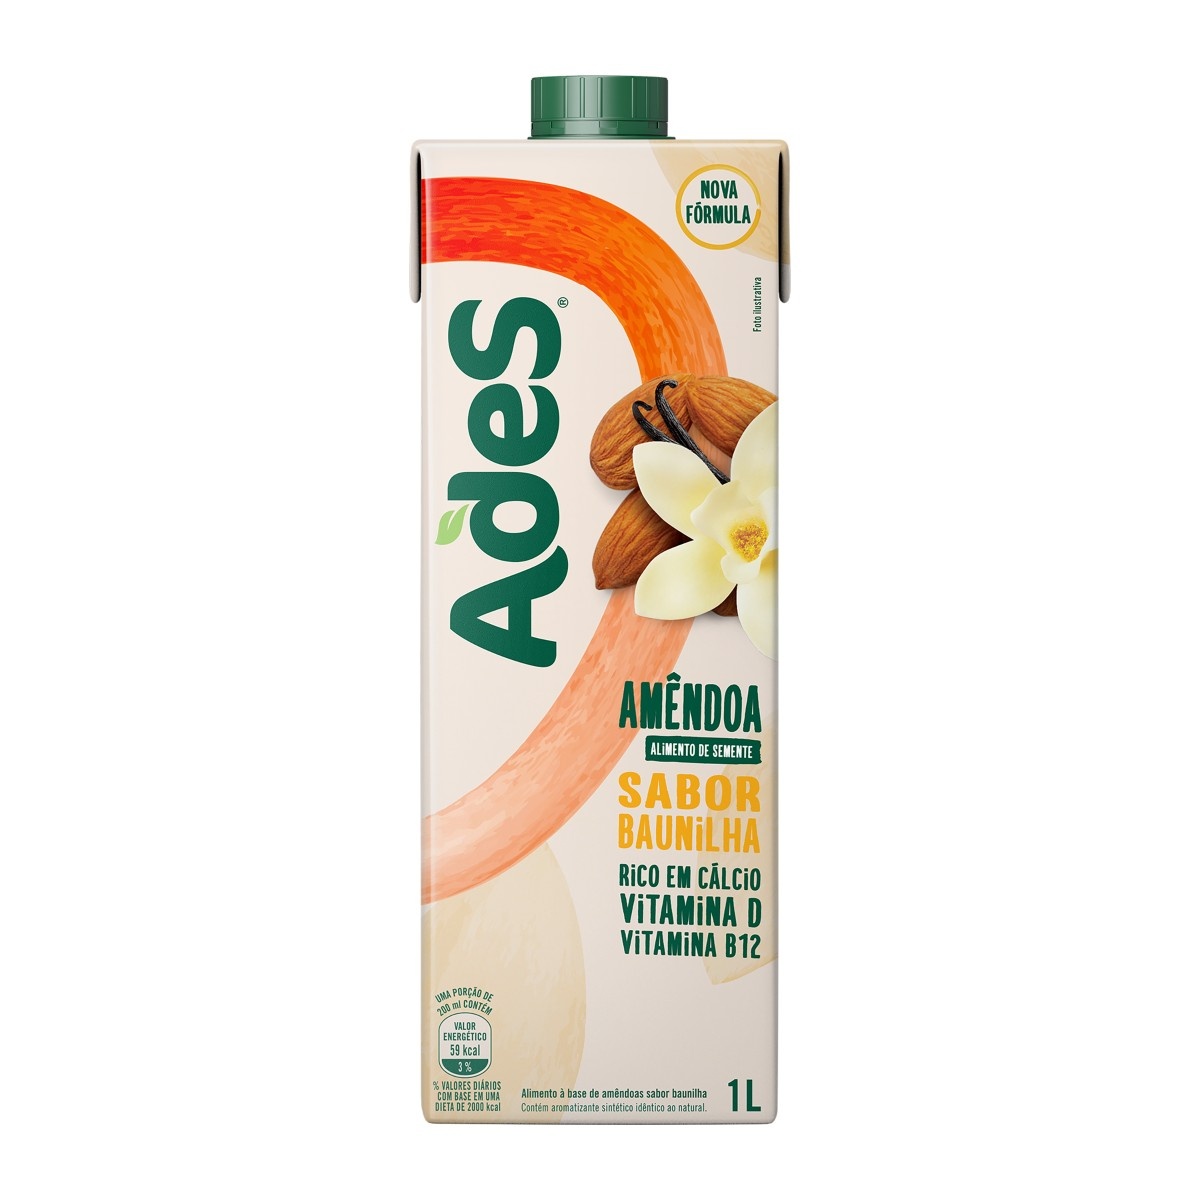 NOVA
FÓRMULA
Foto ilustrativa
AdeS®
AMÊNDOA
ALiMENTO DE SEMENTE
SABOR
BAUNiLHA
RiCO EM CÁLCiO
ViTAMiNA D
ViTAMiNA B12
UMA PORÇÃO DE
200 ml CONTÉM
VALOR
ENERGÉTICO
59 kcal
3 %
% VALORES DIÁRIOS
COM BASE EM UMA
DIETA DE 2000 kcal
Alimento à base de amêndoas sabor baunilha
Contém aromatizante sintético idêntico ao natural.
1L